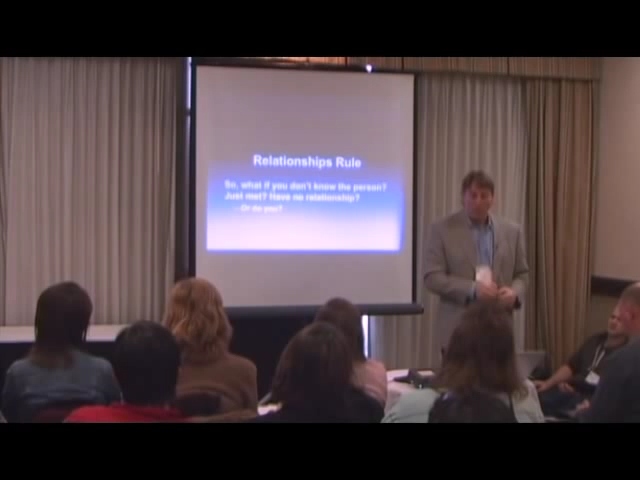 Relationships Rule
So, what if you don't know the person?
Just met? Have no relationship?
...Or do you?